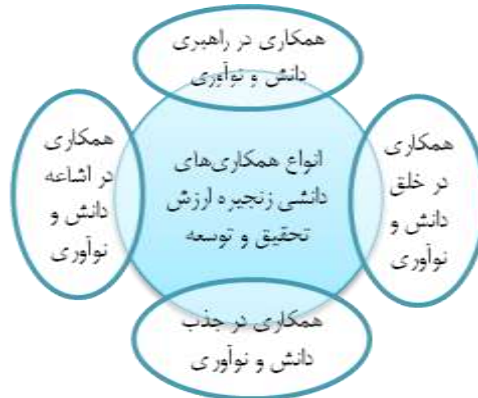 همکاری در راهبری
دانش و نوآوری
همکاری
در خلق
دانش
و
نوآوری
انواع همکاری‌های
دانشی زنجیره ارزش
تحقیق و توسعه
همکاری
در اشاعه
دانش و
نوآوری
همکاری در جذب
دانش و نوآوری